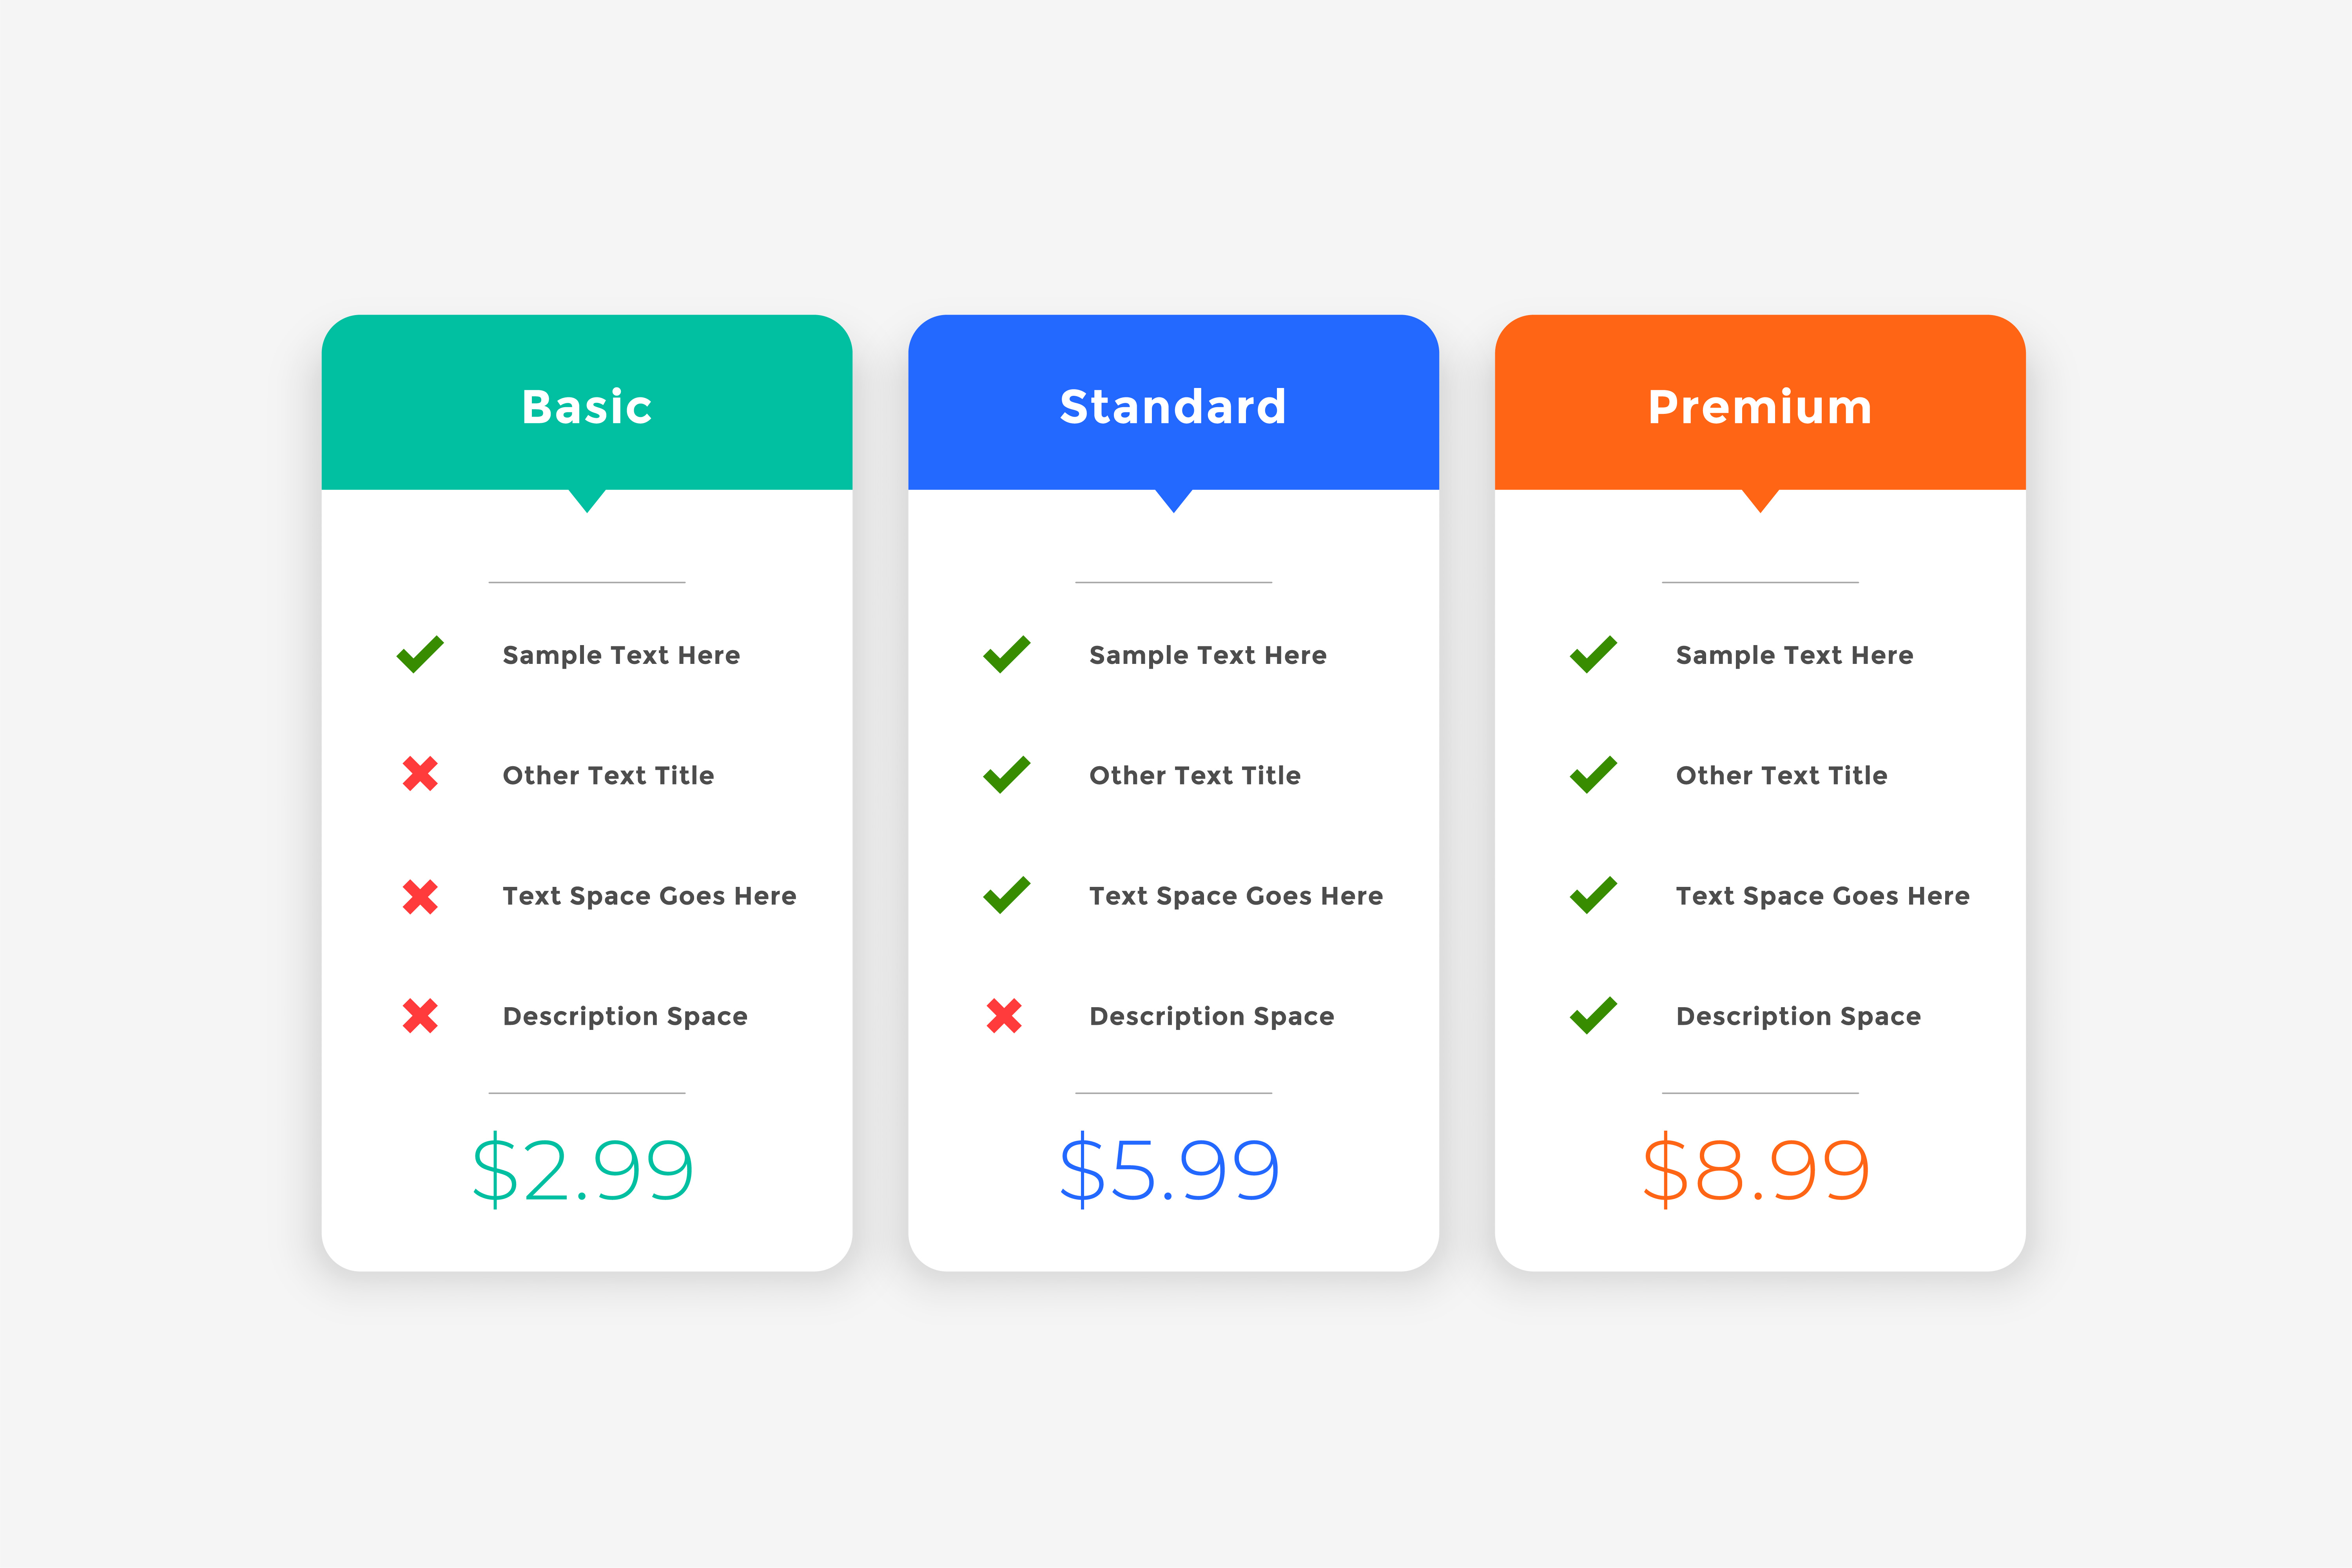 Basic
Sample Text Here
Other Text Title
Text Space Goes Here
Description Space
$2.99
Standard
Sample Text Here
Other Text Title
Text Space Goes Here
Description Space
$5.99
Premium
Sample Text Here
Other Text Title
Text Space Goes Here
Description Space
$8.99